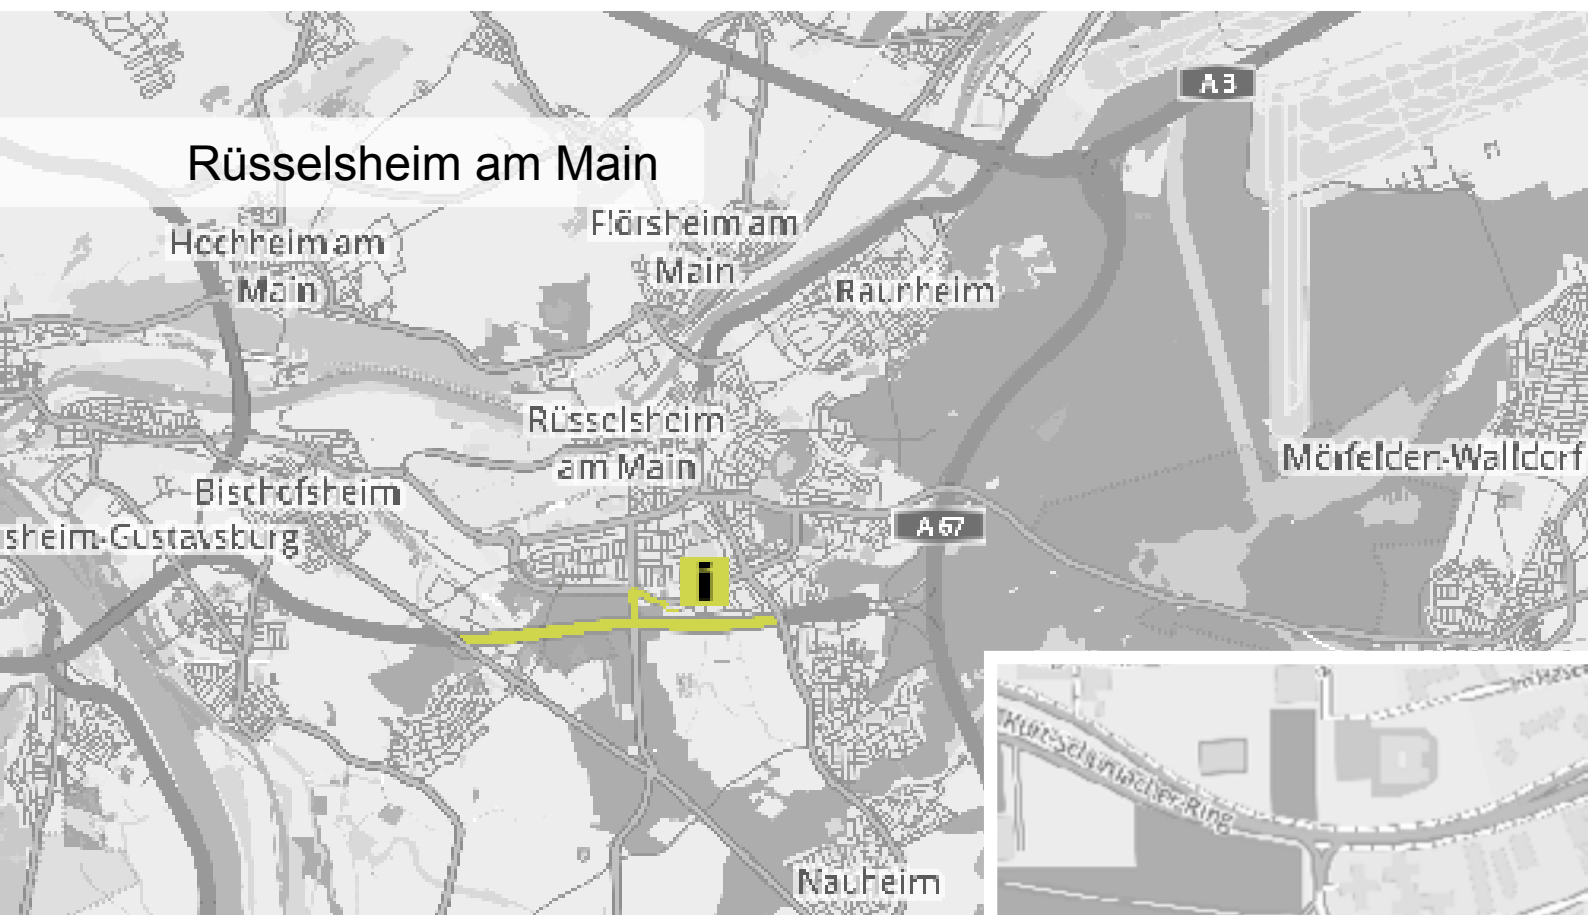 A 3
Rüsselsheim am Main
Flörsheim am
Main
Hochheim am
Main
Raunheim
Rüsselsheim
am Main
Mörfelden-Walldorf
Bischofsheim
A 67
sheim-Gustavsburg
i
Kurt-Schumacher-Ring
Nauheim